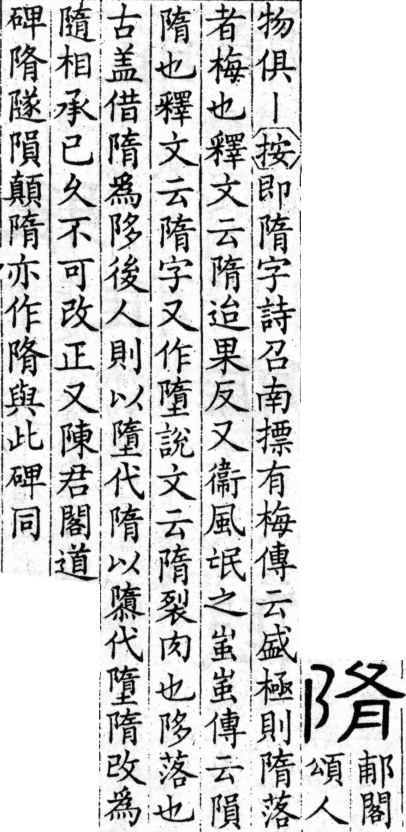 隋
郙閣
頌人
物俱丨按即隋字詩召南摽有梅傳云盛極則隋落
者梅也釋文云隋迨果反又衞風氓之蚩蚩傳云隕
隋也釋文云隋字又作墮說文云隋裂肉也陊落也
古盖借隋爲陊後人則以墮代隋以隳代墮隋改爲
隨相承已久不可改正又陳君閣道
碑隋隧隕顛隋亦作隋與此碑同